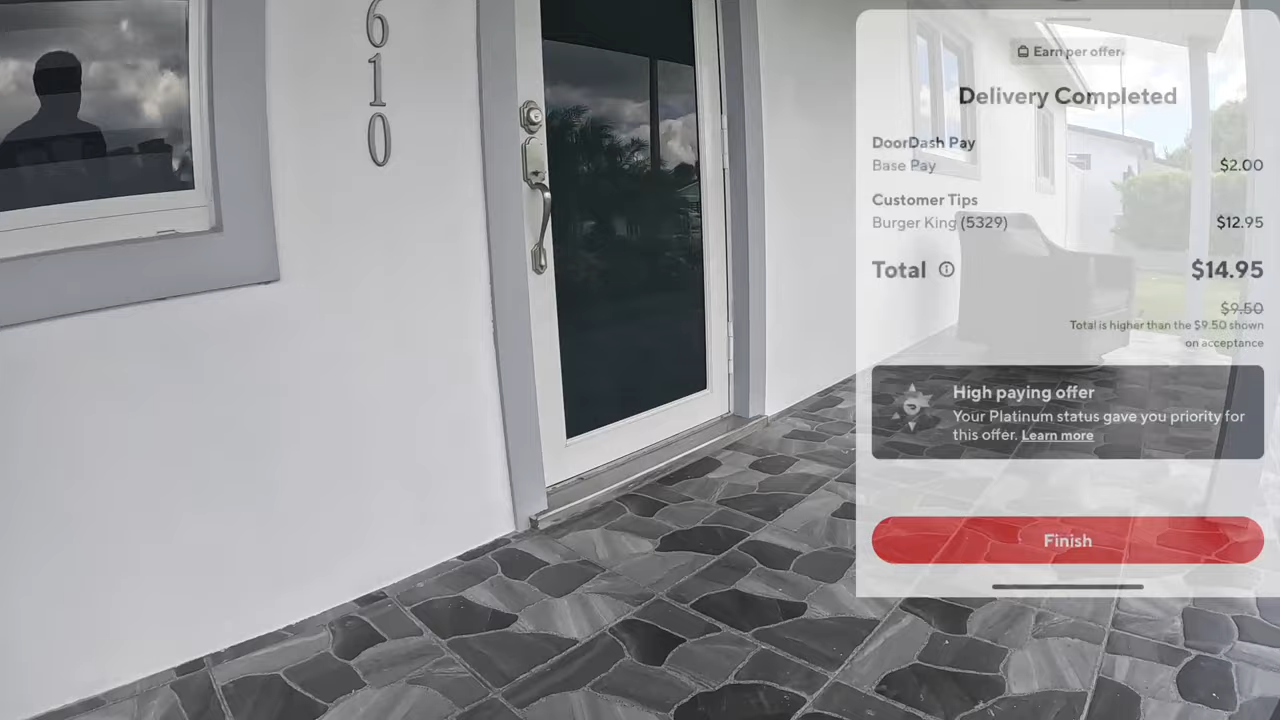 610
Earn per offer
Delivery Completed
DoorDash Pay
Base Pay $2.00
Customer Tips
Burger King (5329) $12.95
Total $14.95
$9.50
Total is higher than the $9.50 shown
on acceptance
High paying offer
Your Platinum status gave you priority for
this offer. Learn more
Finish